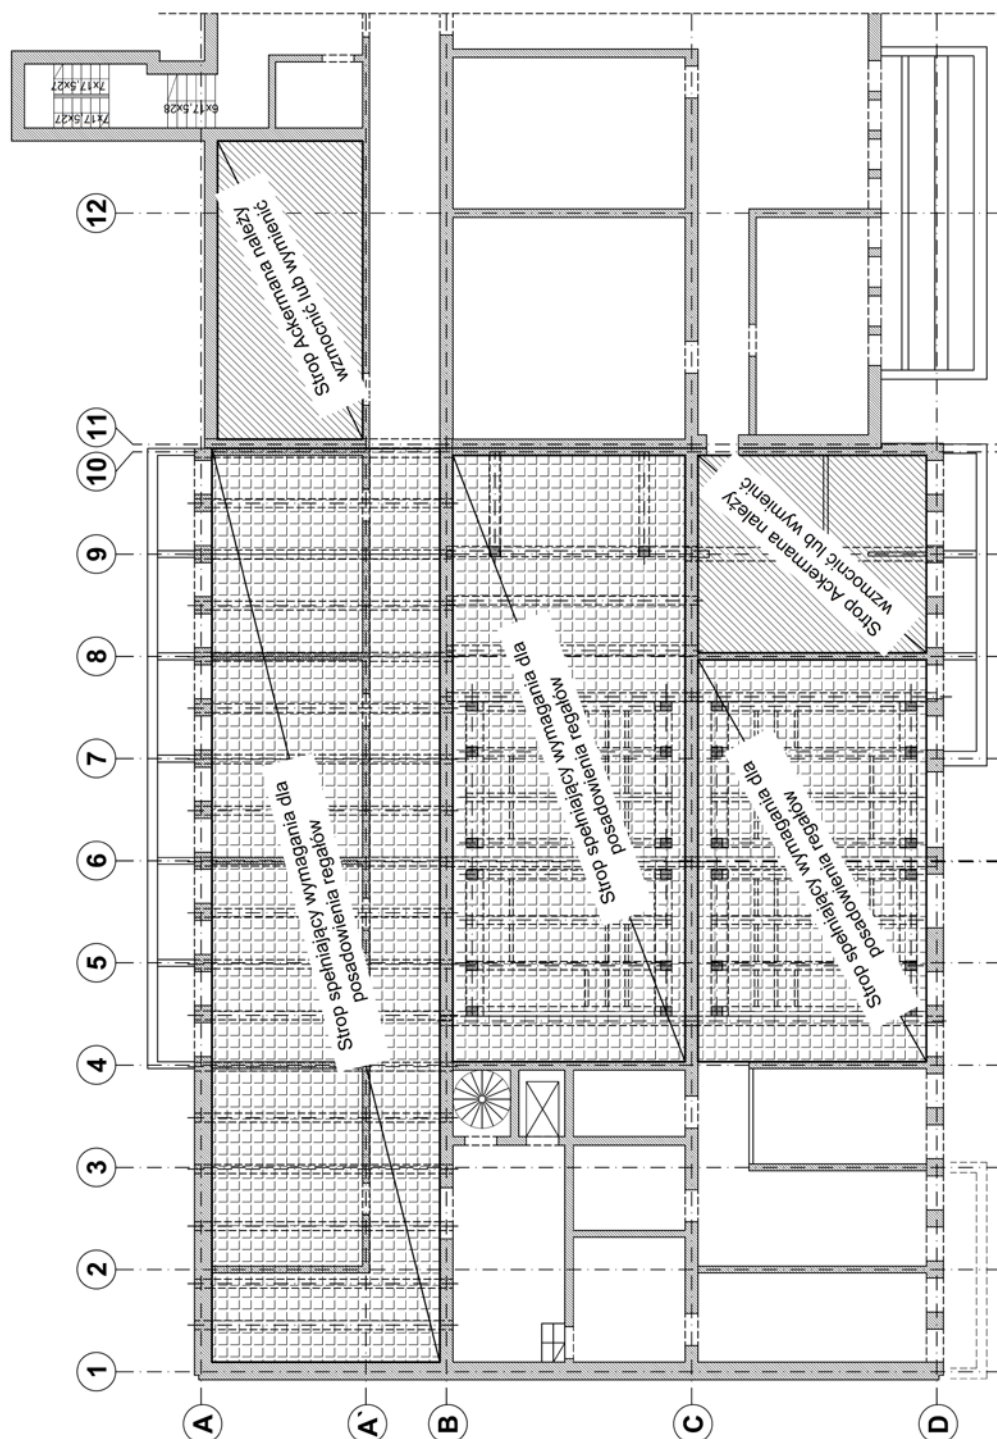 7x17,5x27
7x17,5x27
6x17,5x28
12
11
10
9
8
7
6
5
4
3
2
1
A
A`
B
C
D
Strop Ackermana należy
wzmocnić lub wymienić
Strop Ackermana należy
wzmocnić lub wymienić
Strop spełniający wymagania dla
posadowienia regałów
Strop spełniający wymagania dla
posadowienia regałów
Strop spełniający wymagania dla
posadowienia regałów